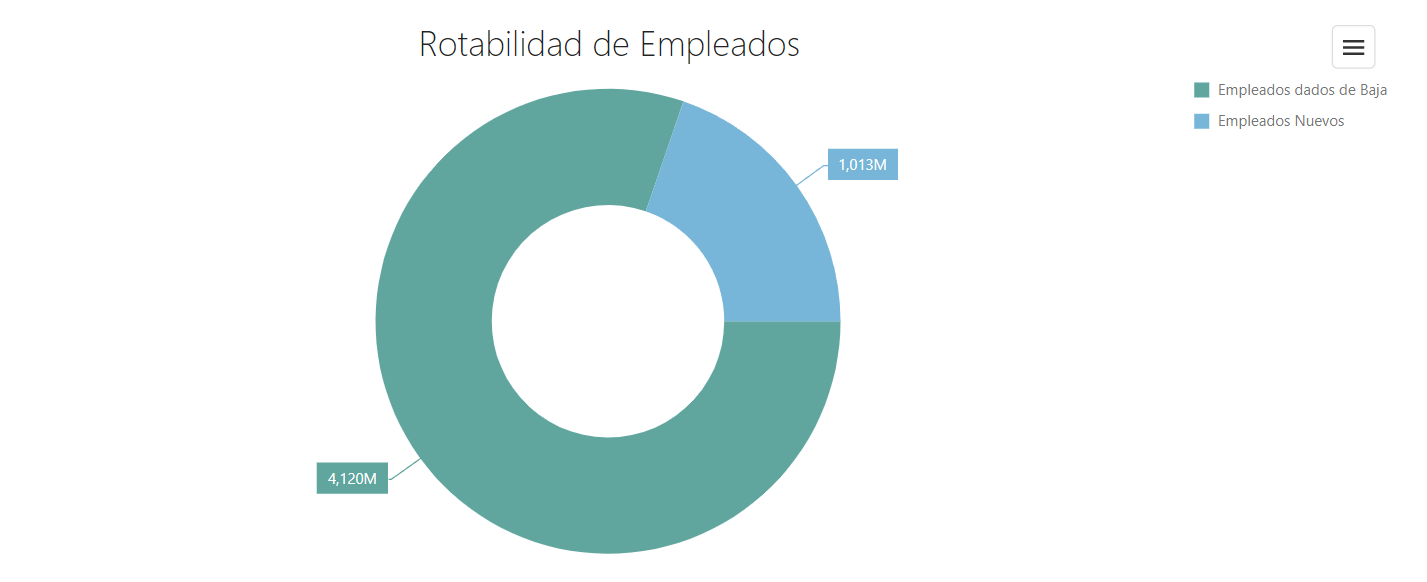 Rotabilidad de Empleados
Empleados dados de Baja
Empleados Nuevos
1,013M
4,120M